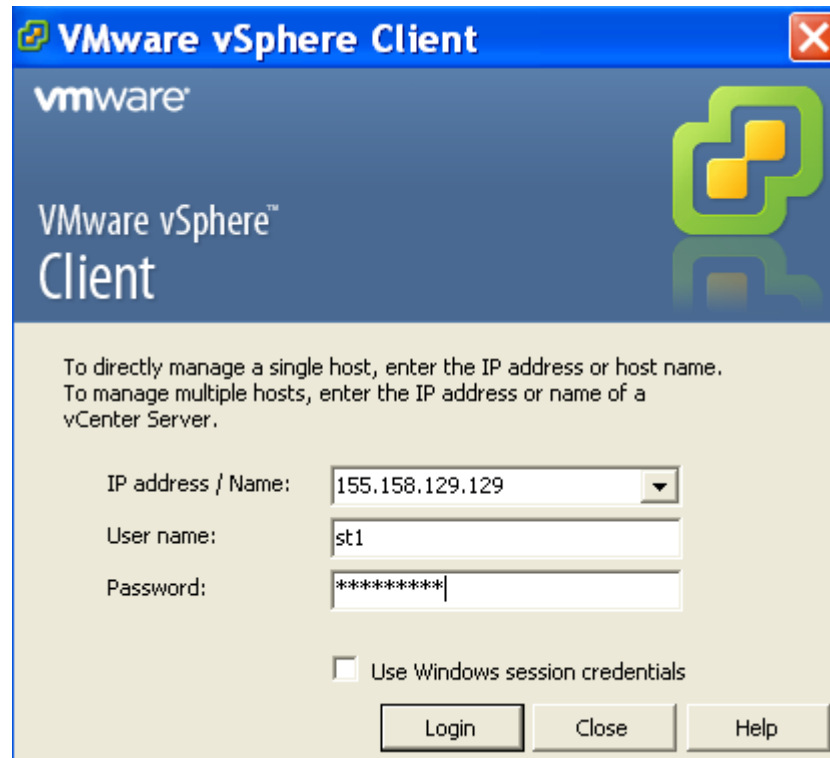 VMware vSphere Client
vmware
VMware vSphere™
Client
To directly manage a single host, enter the IP address or host name.
To manage multiple hosts, enter the IP address or name of a
vCenter Server.
IP address / Name: 155.158.129.129
User name: st1
Password: *********
Use Windows session credentials
Login Close Help